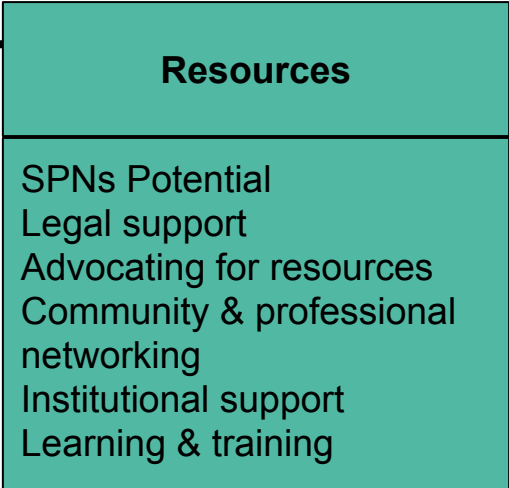 Resources
SPNs Potential
Legal support
Advocating for resources
Community & professional
networking
Institutional support
Learning & training